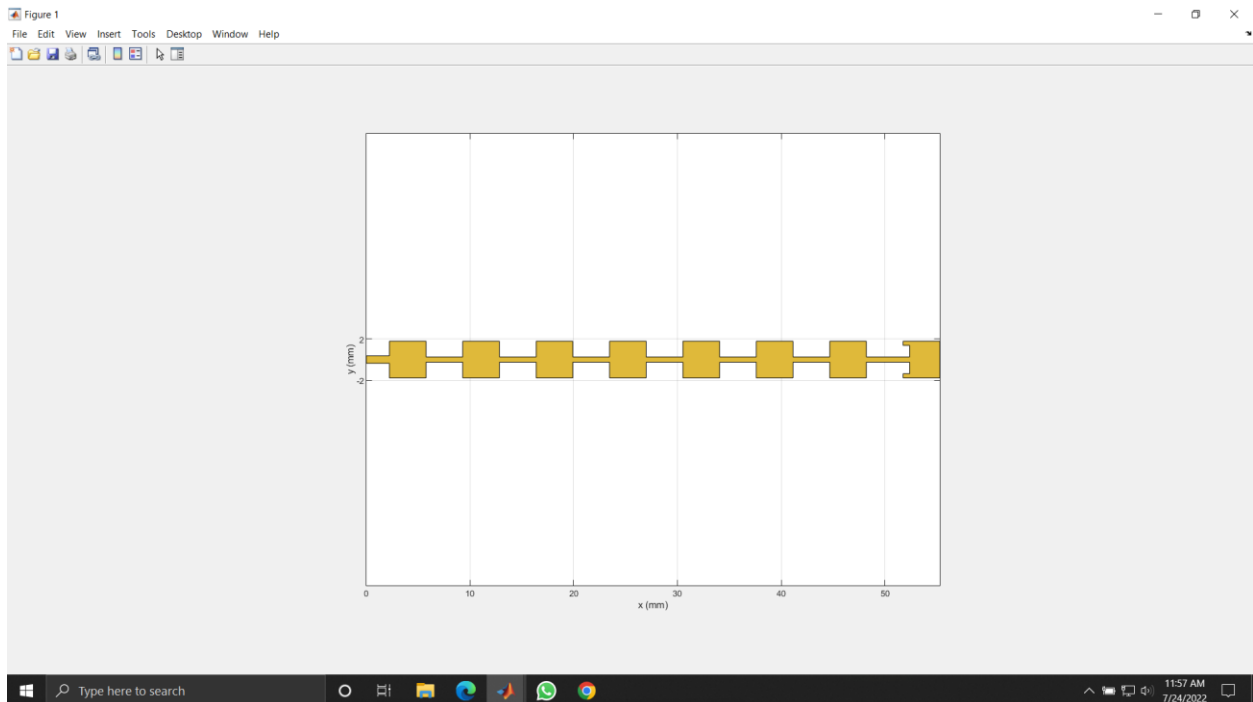 Figure 1
File Edit View Insert Tools Desktop Window Help
2
y (mm)
-2
0 10 20 30 40 50
x (mm)
Type here to search
11:57 AM
7/24/2022